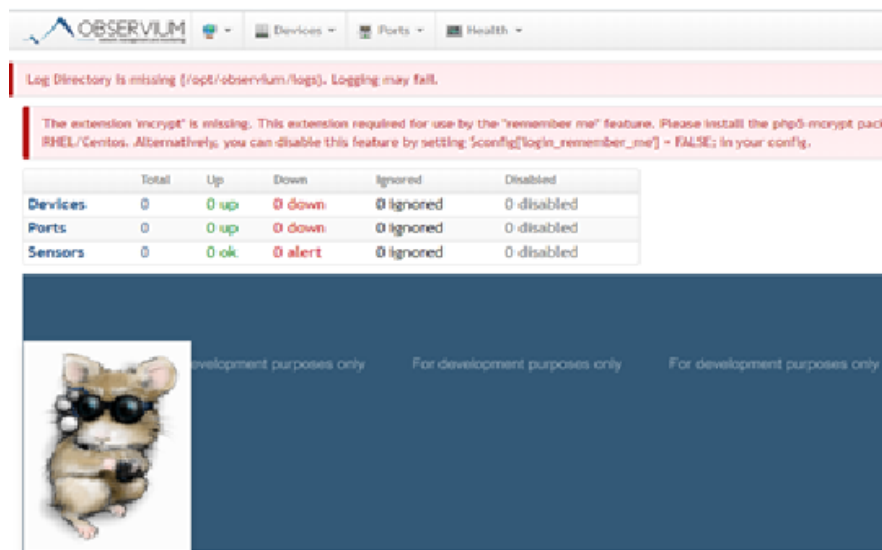 OBSERVIUM
Devices Ports Health
Log Directory is missing (/opt/observium/logs). Logging may fail.
The extension 'mcrypt' is missing. This extension required for use by the "remember me" feature. Please install the php5-mcrypt pack
RHEL/Centos. Alternatively, you can disable this feature by setting $config['login_remember_me'] = FALSE; in your config.
Total Up Down Ignored Disabled
Devices 0 0 up 0 down 0 ignored 0 disabled
Ports 0 0 up 0 down 0 ignored 0 disabled
Sensors 0 0 ok 0 alert 0 ignored 0 disabled
evelopment purposes only For development purposes only For development purposes only